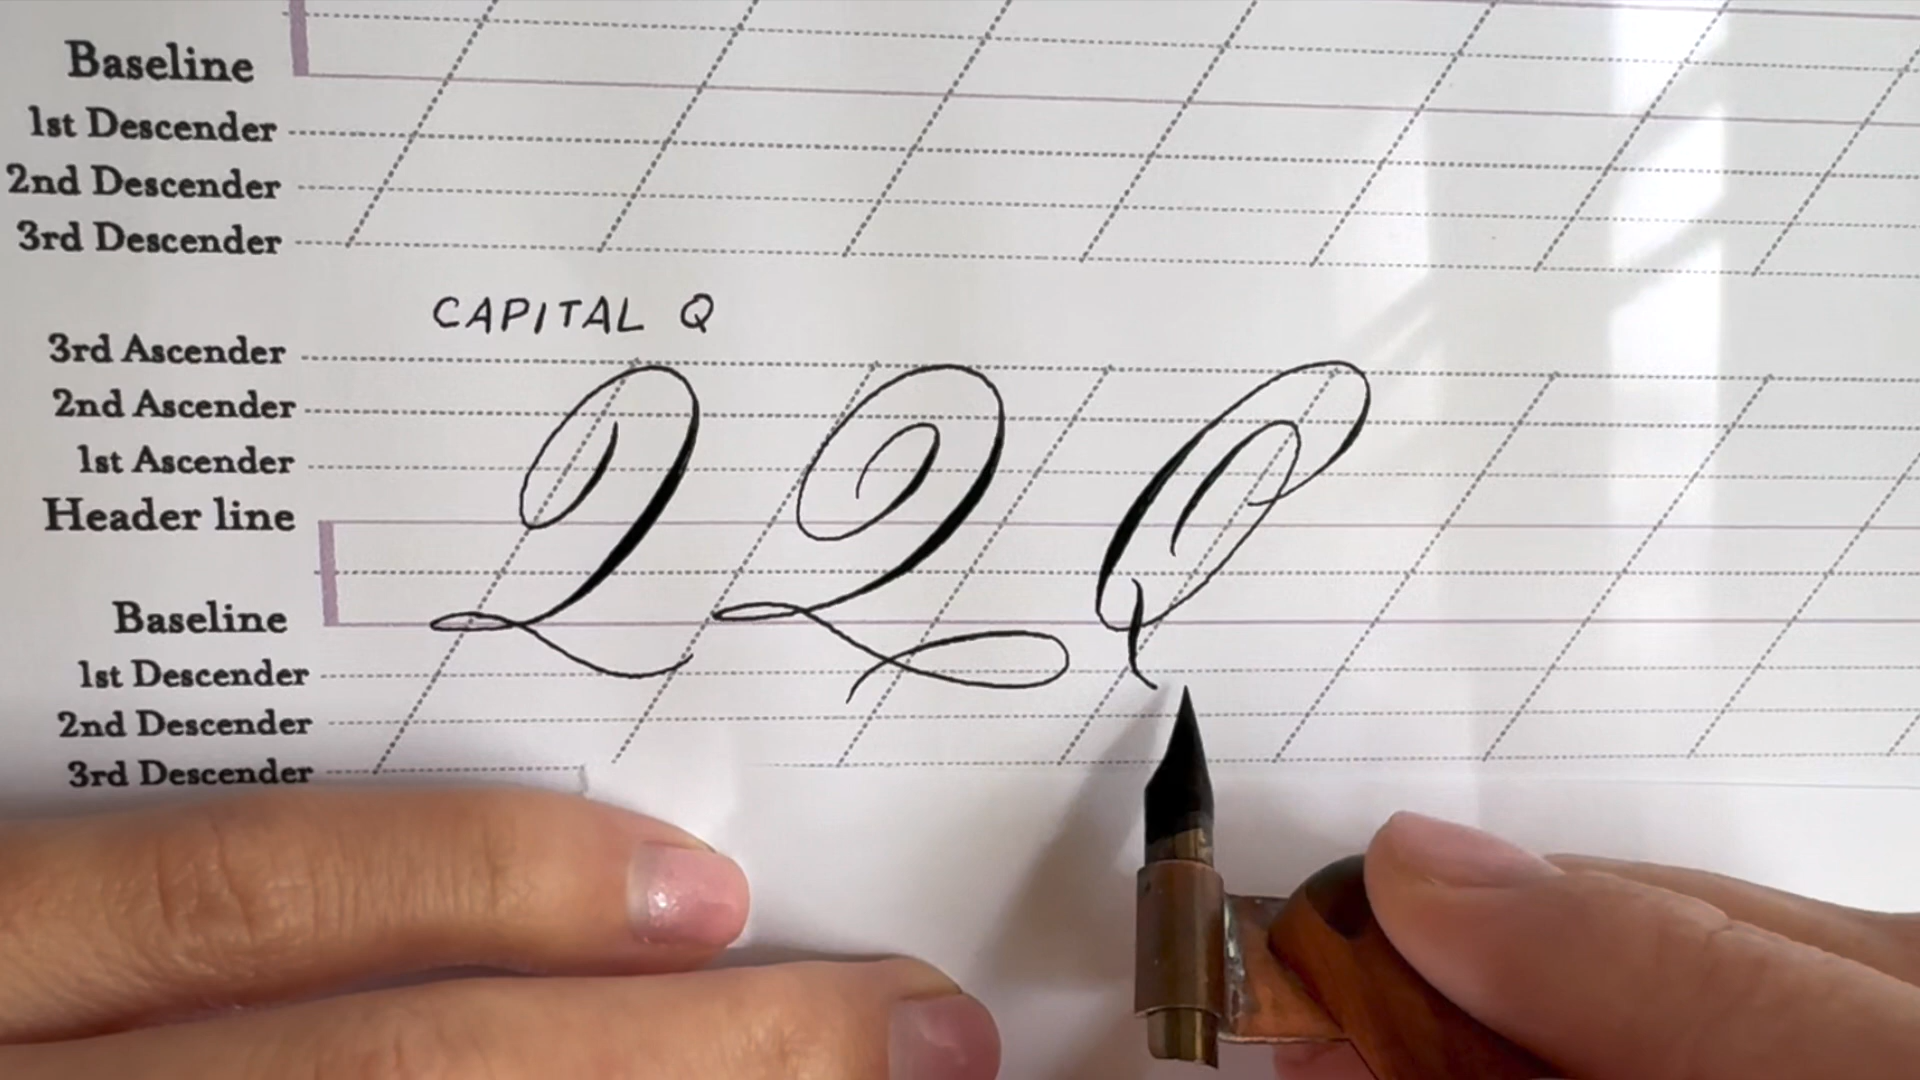 Baseline
1st Descender
2nd Descender
3rd Descender
CAPITAL Q
3rd Ascender
2nd Ascender
1st Ascender
Header line
Q Q Q
Baseline
1st Descender
2nd Descender
3rd Descender